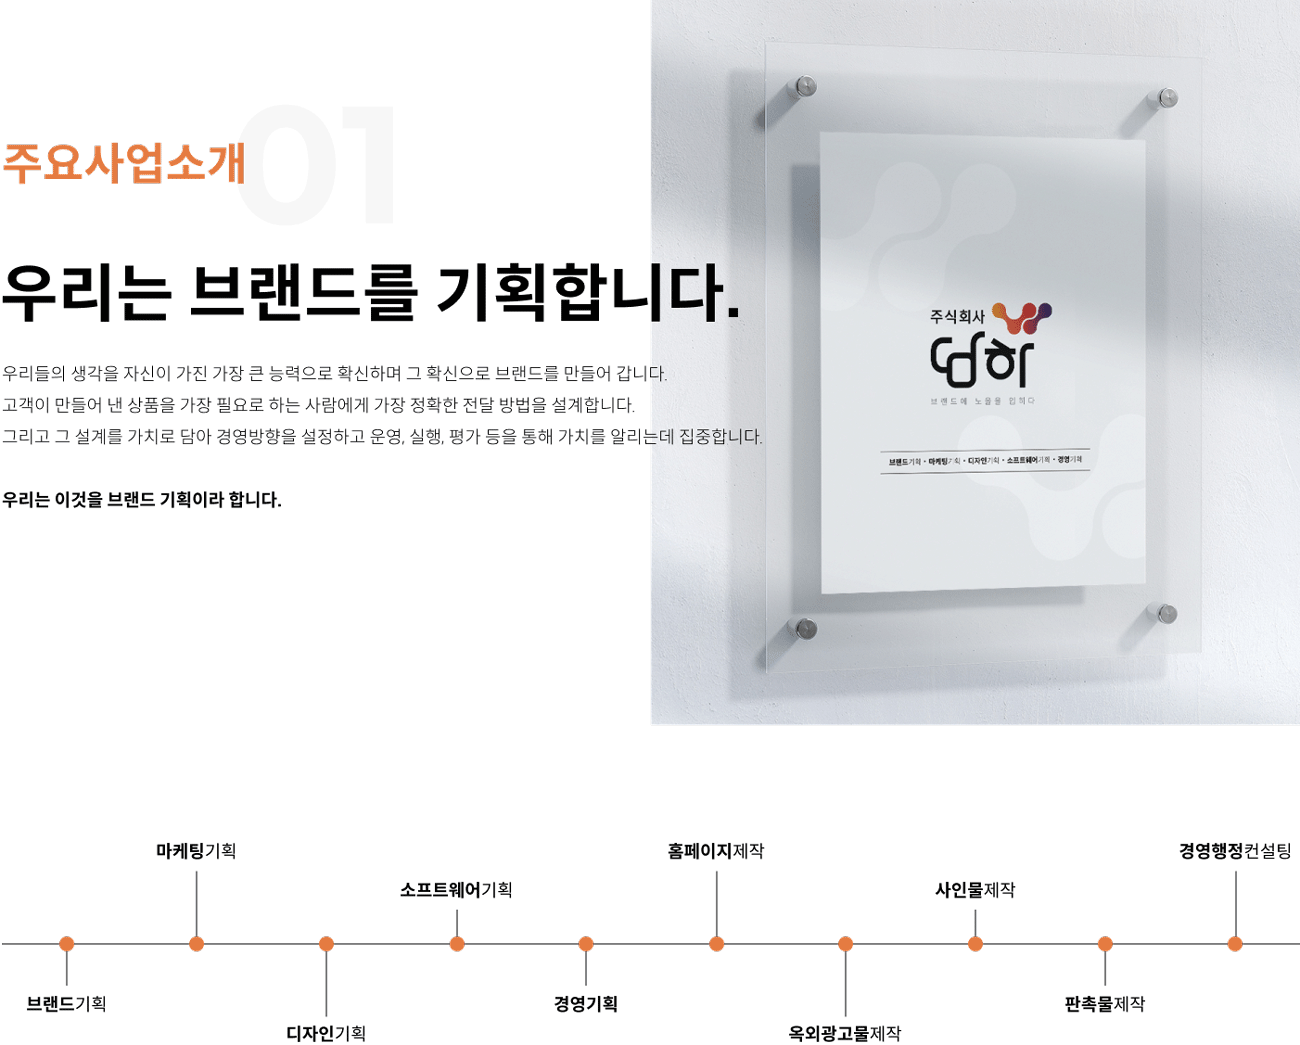 01
주요사업소개
우리는 브랜드를 기획합니다.
우리들의 생각을 자신이 가진 가장 큰 능력으로 확신하며 그 확신으로 브랜드를 만들어 갑니다.
고객이 만들어 낸 상품을 가장 필요로 하는 사람에게 가장 정확한 전달 방법을 설계합니다.
그리고 그 설계를 가치로 담아 경영방향을 설정하고 운영, 실행, 평가 등을 통해 가치를 알리는데 집중합니다.
우리는 이것을 브랜드 기획이라 합니다.
주식회사
브랜드에 노을을 입히다
브랜드기획 • 마케팅기획 • 디자인기획 • 소프트웨어기획 • 경영기획
마케팅기획
홈페이지제작
경영행정컨설팅
소프트웨어기획
사인물제작
브랜드기획
경영기획
판촉물제작
디자인기획
옥외광고물제작